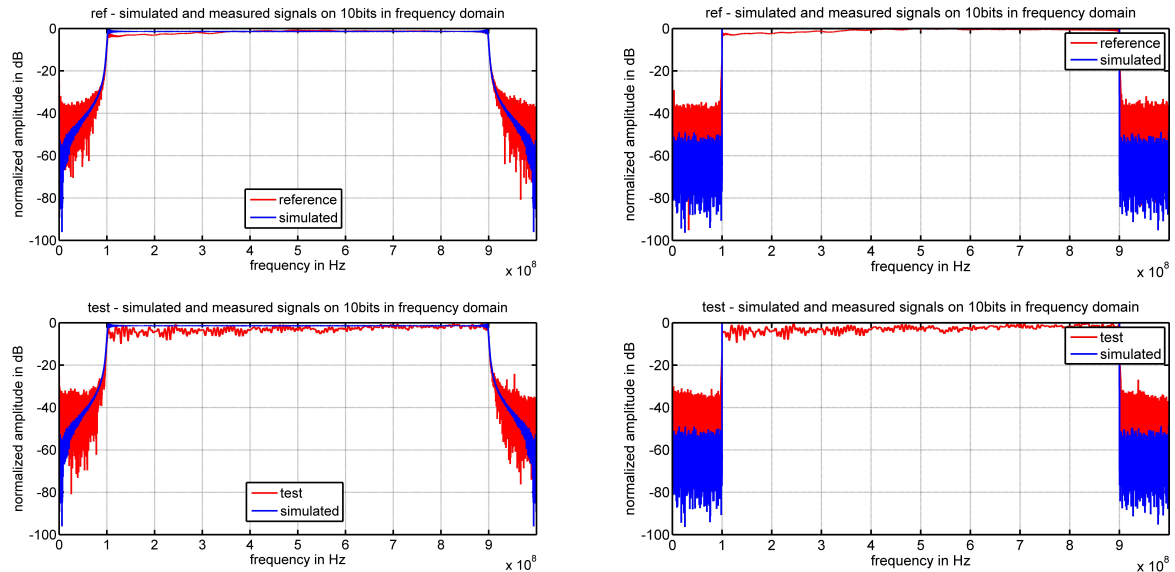 ref - simulated and measured signals on 10bits in frequency domain
normalized amplitude in dB
0
-20
-40
-60
-80
-100
reference
simulated
0 1 2 3 4 5 6 7 8 9
frequency in Hz
x 10^8
ref - simulated and measured signals on 10bits in frequency domain
normalized amplitude in dB
0
-20
-40
-60
-80
-100
reference
simulated
0 1 2 3 4 5 6 7 8 9
frequency in Hz
x 10^8
test - simulated and measured signals on 10bits in frequency domain
normalized amplitude in dB
0
-20
-40
-60
-80
-100
test
simulated
0 1 2 3 4 5 6 7 8 9
frequency in Hz
x 10^8
test - simulated and measured signals on 10bits in frequency domain
normalized amplitude in dB
0
-20
-40
-60
-80
-100
test
simulated
0 1 2 3 4 5 6 7 8 9
frequency in Hz
x 10^8